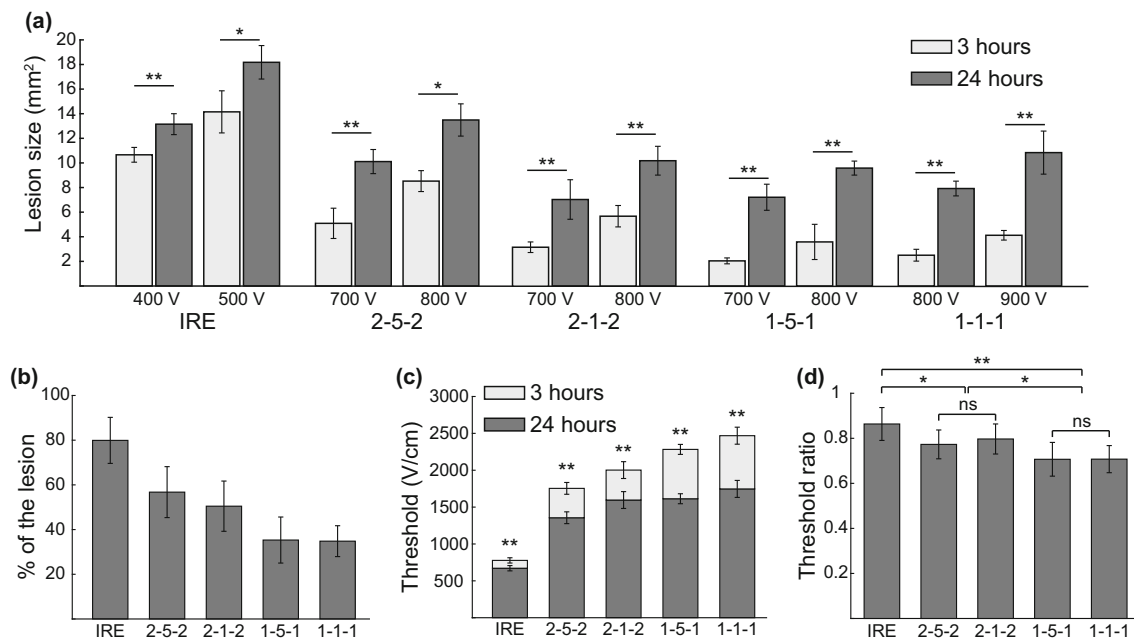 (a)
Lesion size (mm²)
20
18
16
14
12
10
8
6
4
2
** * ** * ** ** ** ** ** **
3 hours
24 hours
400 V 500 V 700 V 800 V 700 V 800 V 700 V 800 V 800 V 900 V
IRE 2-5-2 2-1-2 1-5-1 1-1-1
(b)
% of the lesion
100
80
60
40
20
IRE 2-5-2 2-1-2 1-5-1 1-1-1
(c)
Threshold (V/cm)
3000
2500
2000
1500
1000
500
3 hours
24 hours
** ** ** ** **
IRE 2-5-2 2-1-2 1-5-1 1-1-1
(d)
Threshold ratio
1
0.8
0.6
0.4
0.2
**
* *
ns ns
IRE 2-5-2 2-1-2 1-5-1 1-1-1